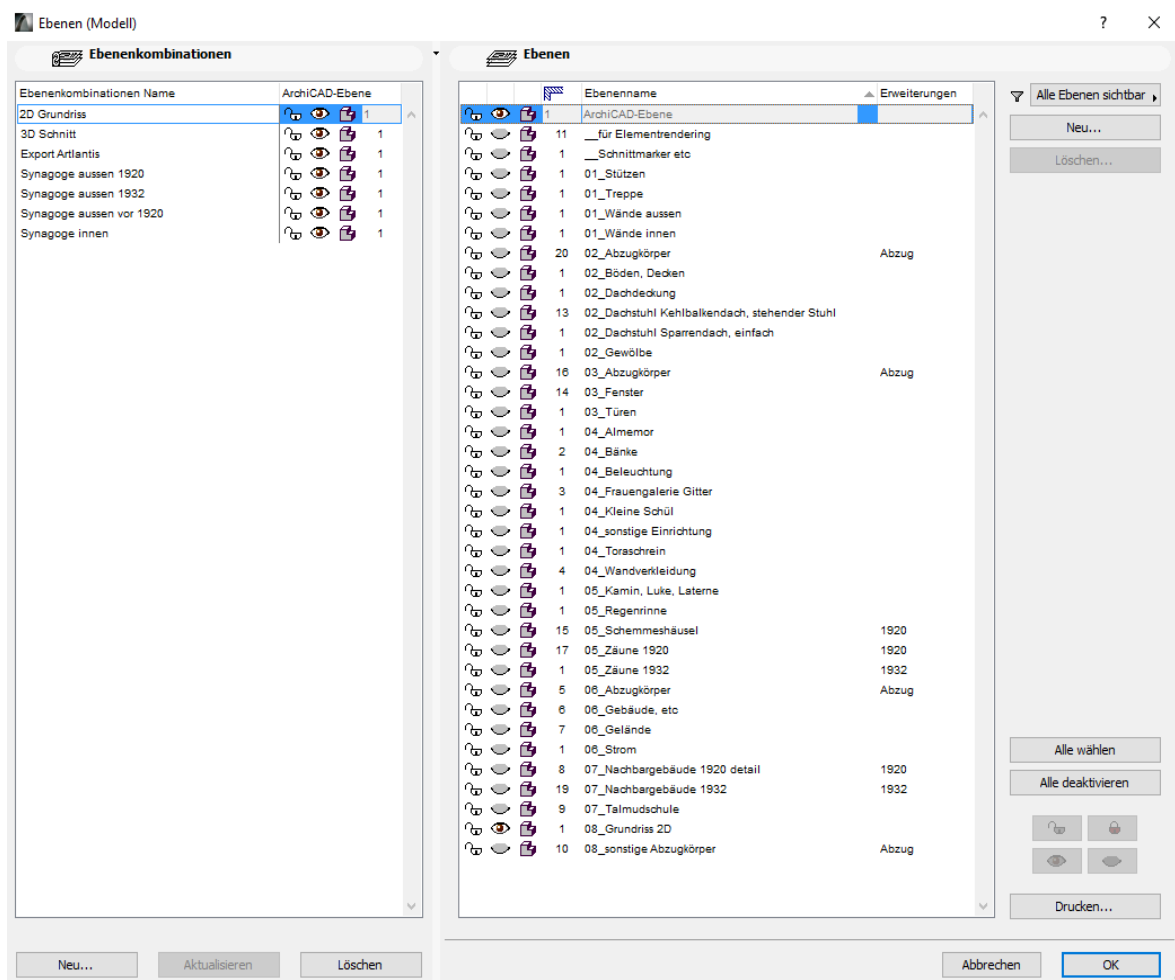 Ebenen (Modell)
?
Ebenenkombinationen
Ebenen
Ebenenkombinationen Name ArchiCAD-Ebene
2D Grundriss 1
3D Schnitt 1
Export Artlantis 1
Synagoge aussen 1920 1
Synagoge aussen 1932 1
Synagoge aussen vor 1920 1
Synagoge innen 1
Neu...
Aktualisieren
Löschen
Ebenenname Erweiterungen
1 ArchiCAD-Ebene
11 __für Elementrendering
1 __Schnittmarker etc
1 01_Stützen
1 01_Treppe
1 01_Wände aussen
1 01_Wände innen
20 02_Abzugkörper Abzug
1 02_Böden, Decken
1 02_Dachdeckung
13 02_Dachstuhl Kehlbalkendach, stehender Stuhl
1 02_Dachstuhl Sparrendach, einfach
1 02_Gewölbe
16 03_Abzugkörper Abzug
14 03_Fenster
1 03_Türen
1 04_Almemor
2 04_Bänke
1 04_Beleuchtung
3 04_Frauengalerie Gitter
1 04_Kleine Schül
1 04_sonstige Einrichtung
1 04_Toraschrein
4 04_Wandverkleidung
1 05_Kamin, Luke, Laterne
1 05_Regenrinne
15 05_Schemmeshäusel 1920
17 05_Zäune 1920 1920
1 05_Zäune 1932 1932
5 06_Abzugkörper Abzug
6 06_Gebäude, etc
7 06_Gelände
1 06_Strom
8 07_Nachbargebäude 1920 detail 1920
19 07_Nachbargebäude 1932 1932
9 07_Talmudschule
1 08_Grundriss 2D
10 08_sonstige Abzugkörper Abzug
Alle Ebenen sichtbar
Neu...
Löschen...
Alle wählen
Alle deaktivieren
Drucken...
Abbrechen
OK